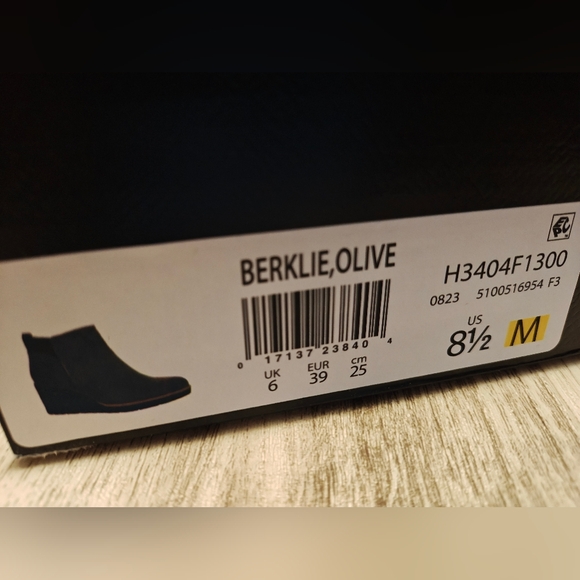 BERKLIE,OLIVE
H3404F1300
0823 5100516954 F3
0 17137 23840 4
UK EUR cm
6 39 25
US
8½ M